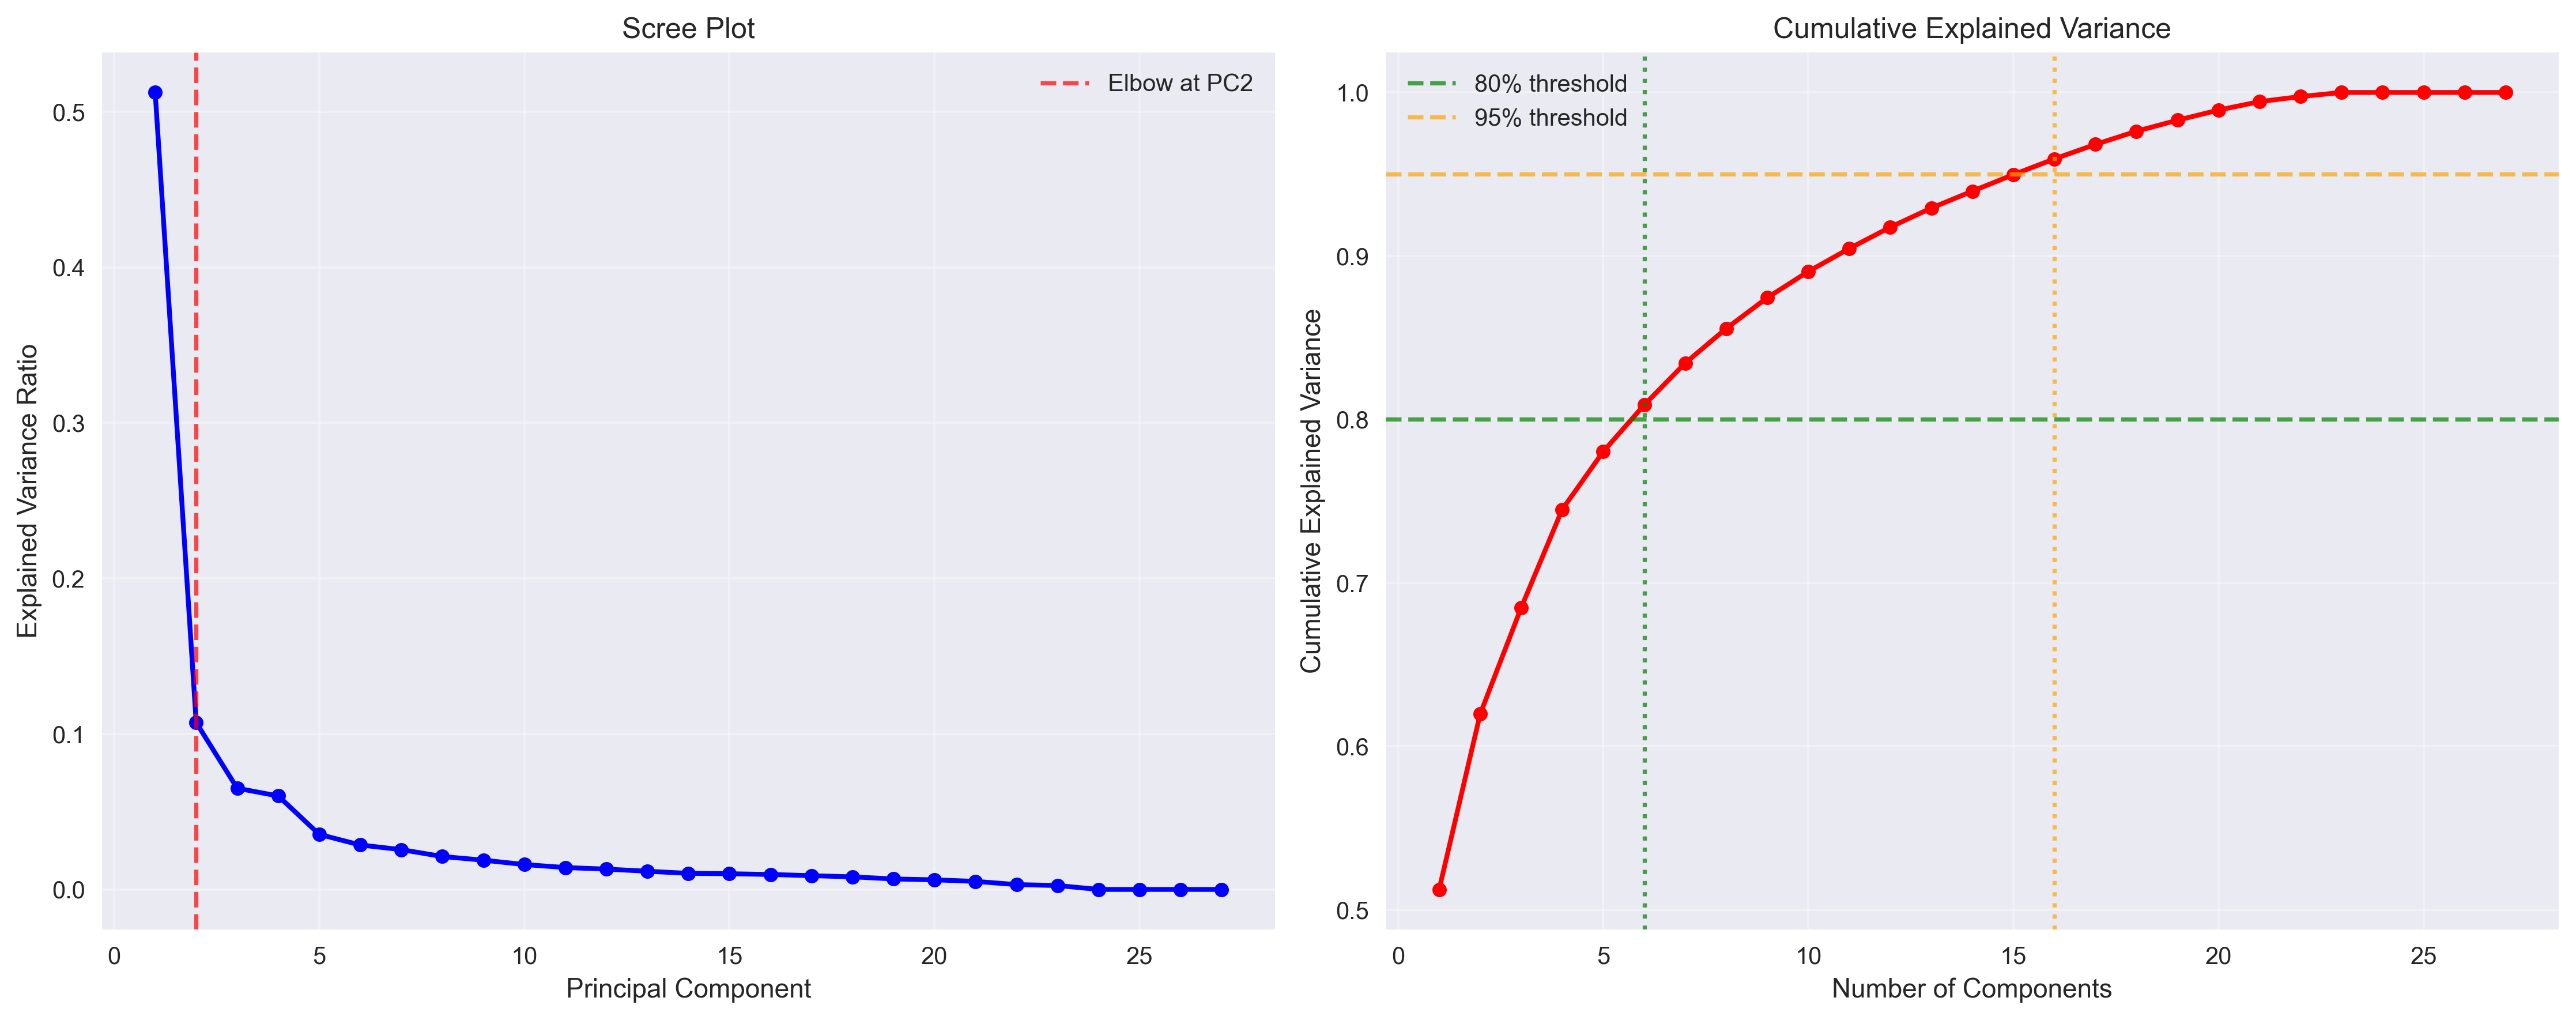 Scree Plot
Elbow at PC2
0.5
0.4
0.3
0.2
0.1
0.0
Explained Variance Ratio
0 5 10 15 20 25
Principal Component
Cumulative Explained Variance
80% threshold
95% threshold
1.0
0.9
0.8
0.7
0.6
0.5
Cumulative Explained Variance
0 5 10 15 20 25
Number of Components